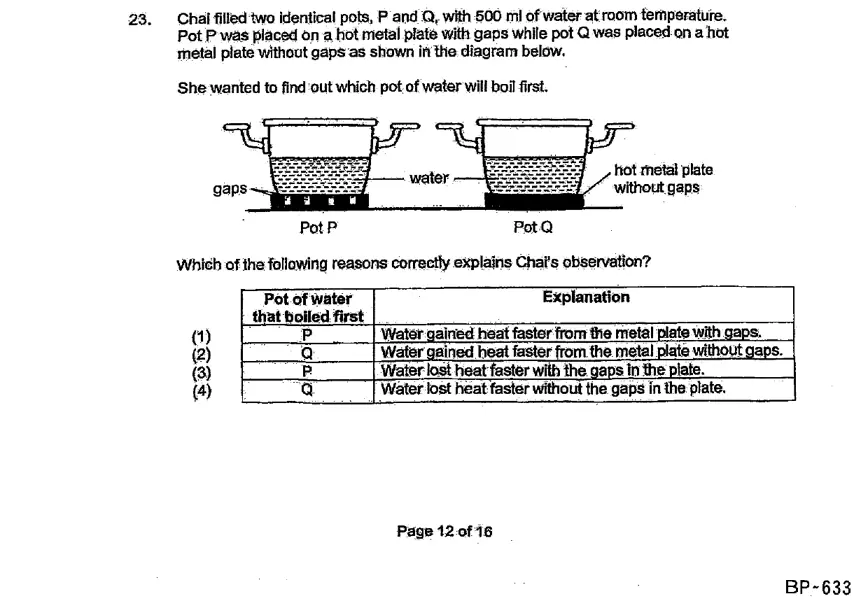 23. Chai filled two identical pots, P and Q, with 500 ml of water at room temperature.
Pot P was placed on a hot metal plate with gaps while pot Q was placed on a hot
metal plate without gaps as shown in the diagram below.
She wanted to find out which pot of water will boil first.
gaps
water
hot metal plate
without gaps
Pot P
Pot Q
Which of the following reasons correctly explains Chai's observation?
Pot of water
that boiled first
Explanation
(1) P Water gained heat faster from the metal plate with gaps.
(2) Q Water gained heat faster from the metal plate without gaps.
(3) P Water lost heat faster with the gaps in the plate.
(4) Q Water lost heat faster without the gaps in the plate.
Page 12 of 16
BP-633